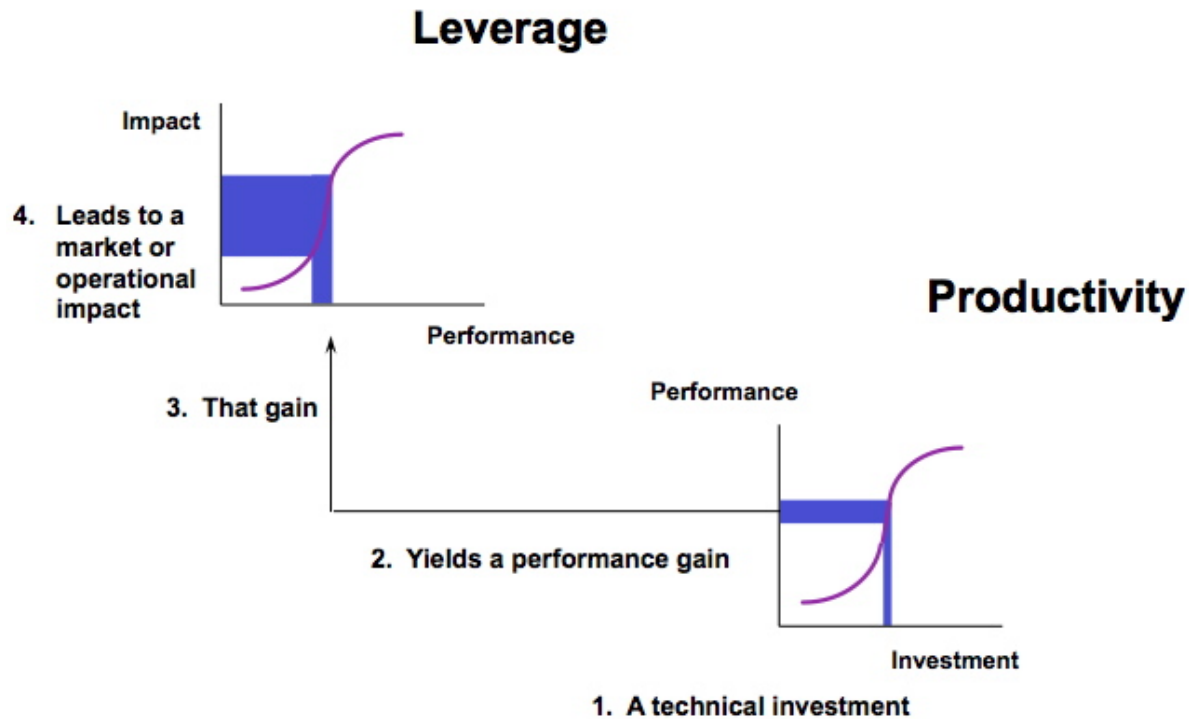 Leverage
Impact
4. Leads to a
market or
operational
impact
Performance
Productivity
3. That gain
Performance
2. Yields a performance gain
Investment
1. A technical investment